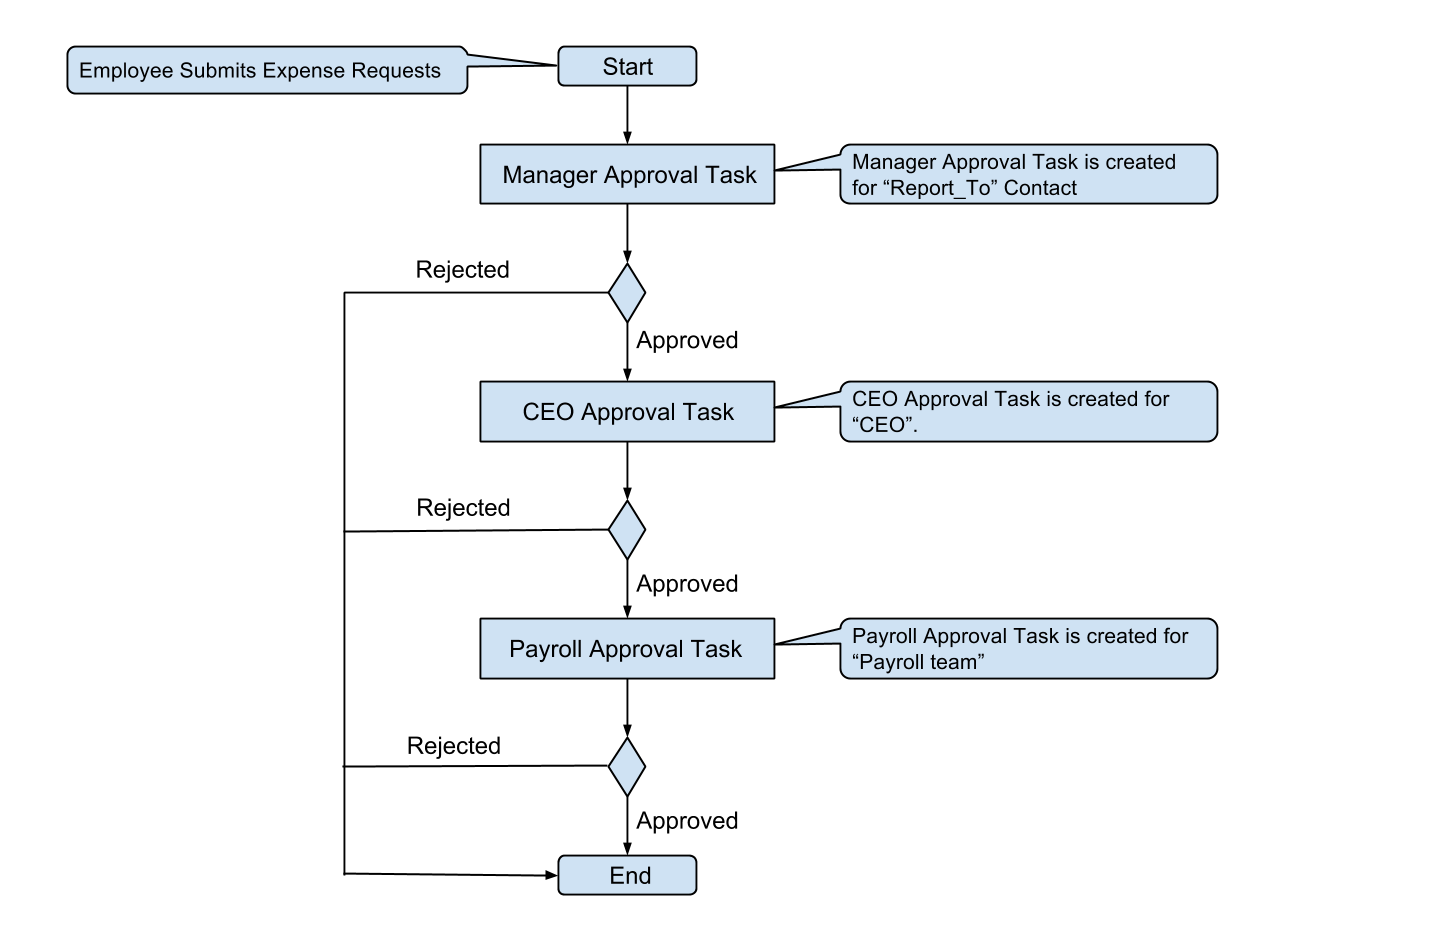 Employee Submits Expense Requests
Start
Manager Approval Task
Manager Approval Task is created
for “Report_To” Contact
Rejected
Approved
CEO Approval Task
CEO Approval Task is created for
“CEO”.
Rejected
Approved
Payroll Approval Task
Payroll Approval Task is created for
“Payroll team”
Rejected
Approved
End